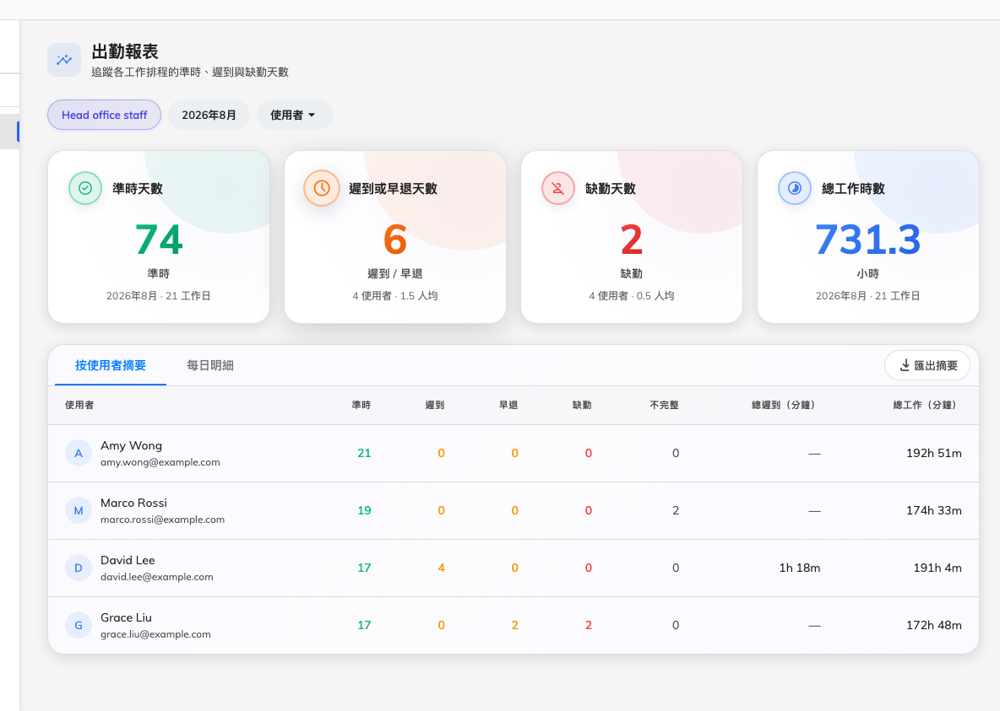 出勤報表
追蹤各工作排程的準時、遲到與缺勤天數
Head office staff
2026年8月
使用者
準時天數
74
準時
2026年8月 · 21 工作日
遲到或早退天數
6
遲到 / 早退
4 使用者 · 1.5 人均
缺勤天數
2
缺勤
4 使用者 · 0.5 人均
總工作時數
731.3
小時
2026年8月 · 21 工作日
按使用者摘要
每日明細
匯出摘要
使用者 準時 遲到 早退 缺勤 不完整 總遲到（分鐘） 總工作（分鐘）
A Amy Wong 21 0 0 0 0 — 192h 51m
amy.wong@example.com
M Marco Rossi 19 0 0 0 2 — 174h 33m
marco.rossi@example.com
D David Lee 17 4 0 0 0 1h 18m 191h 4m
david.lee@example.com
G Grace Liu 17 0 2 2 0 — 172h 48m
grace.liu@example.com